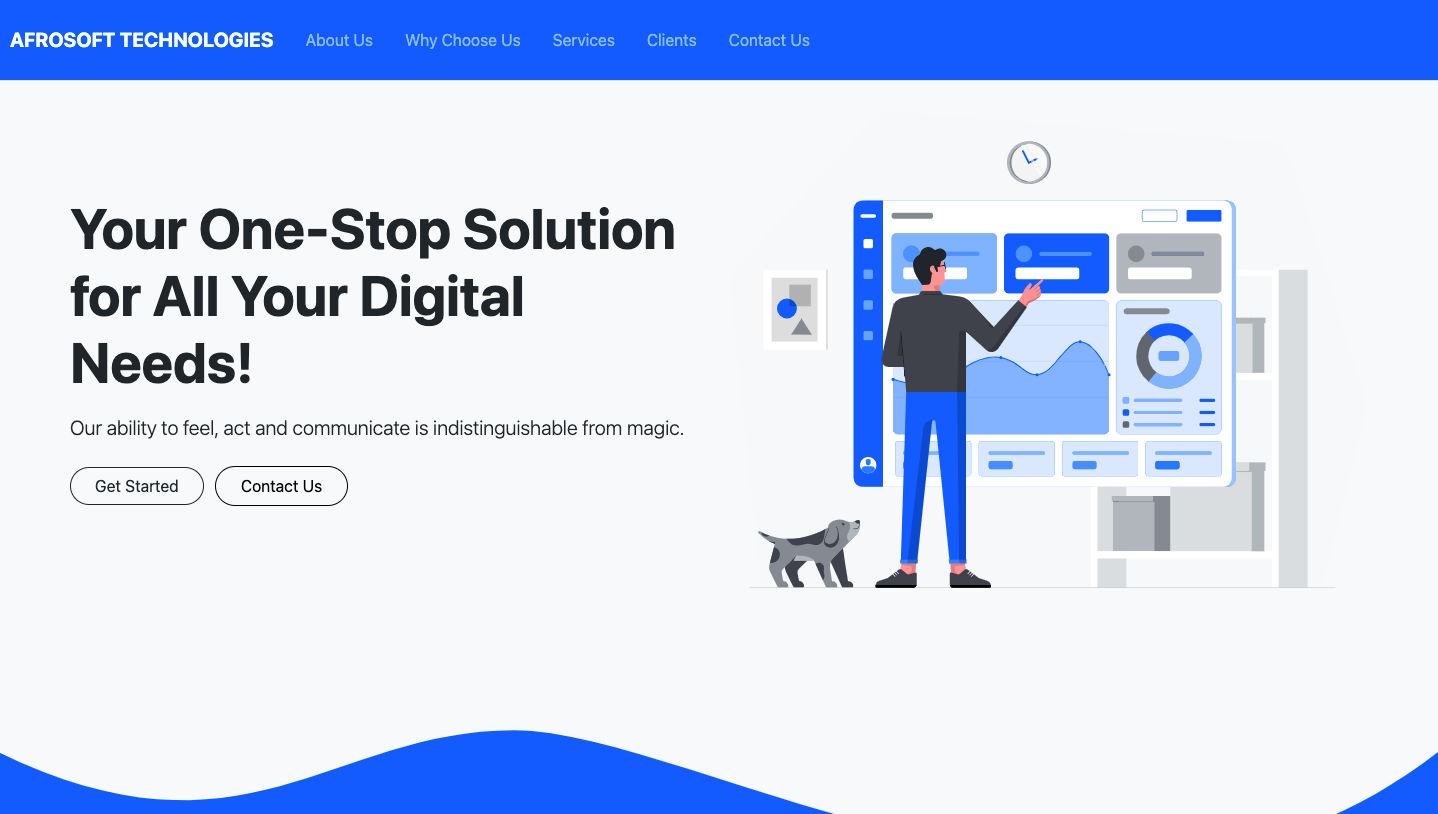 AFROSOFT TECHNOLOGIES About Us Why Choose Us Services Clients Contact Us
Your One-Stop Solution
for All Your Digital
Needs!
Our ability to feel, act and communicate is indistinguishable from magic.
Get Started Contact Us